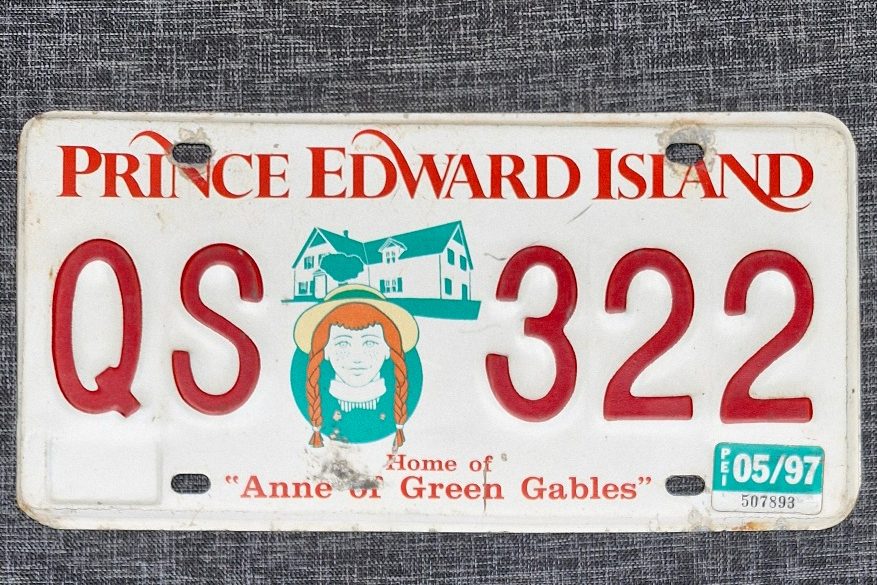 PRINCE EDWARD ISLAND
QS 322
Home of
"Anne of Green Gables"
PEI 05/97
507893